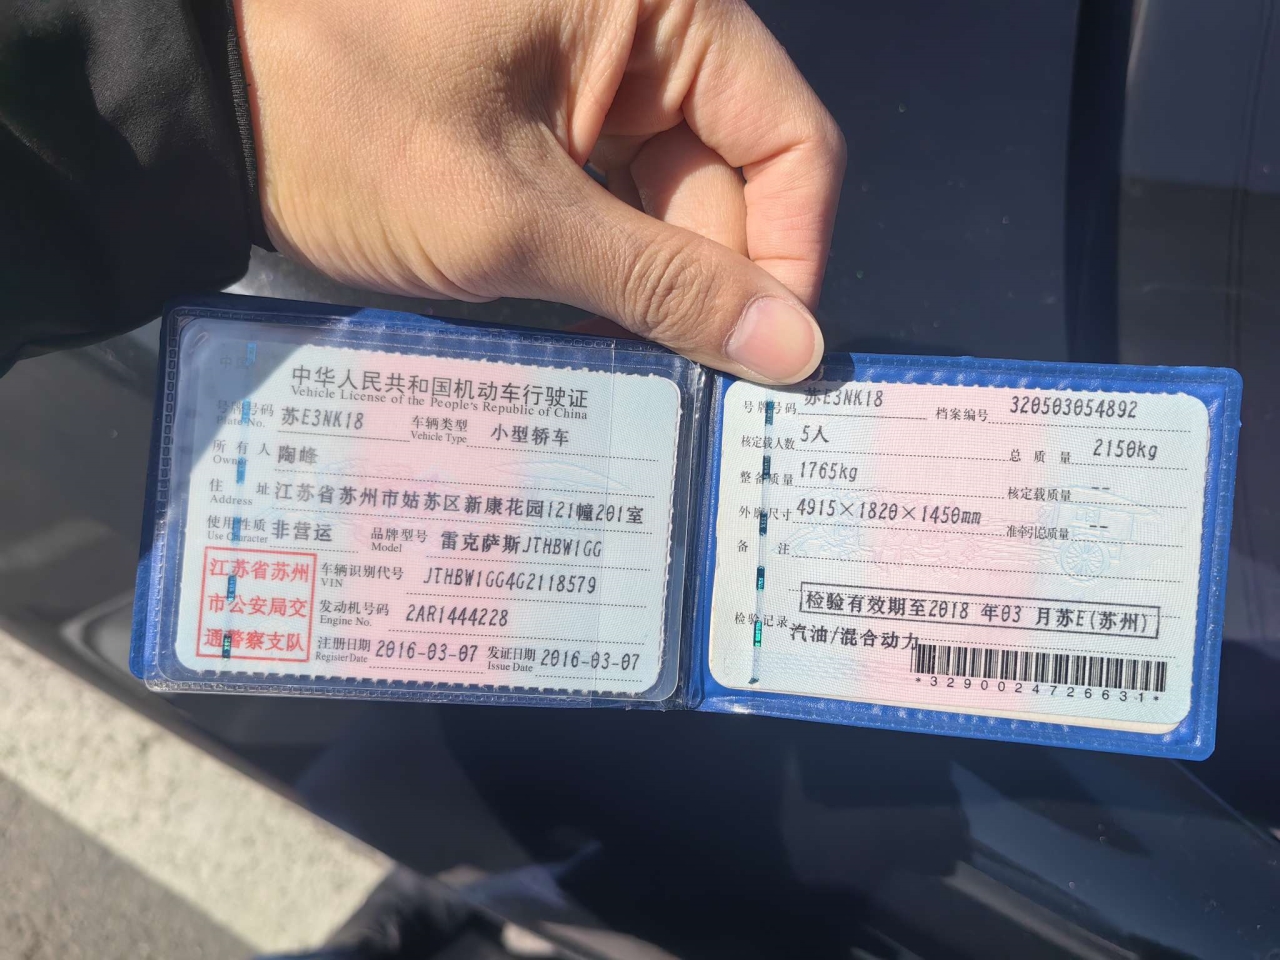 中华人民共和国机动车行驶证
Vehicle License of the People's Republic of China
号牌号码 苏E3NK18 车辆类型 小型轿车
Plate No. Vehicle Type
所有人 陶峰
Owner
住址 江苏省苏州市姑苏区新康花园121幢201室
Address
使用性质 非营运 品牌型号 雷克萨斯JTHBW1GG
Use Character Model
江苏省苏州
市公安局交
通警察支队
车辆识别代号 JTHBW1GG4G2118579
VIN
发动机号码 2AR1444228
Engine No.
注册日期 2016-03-07 发证日期 2016-03-07
Register Date Issue Date
号牌号码 苏E3NK18 档案编号 320503054892
核定载人数 5人 总质量 2150kg
整备质量 1765kg 核定载质量 --
外廓尺寸 4915×1820×1450mm 准牵引总质量 --
备注
检验有效期至2018年03月苏E(苏州)
检验记录
汽油/混合动力
*3290024726631*